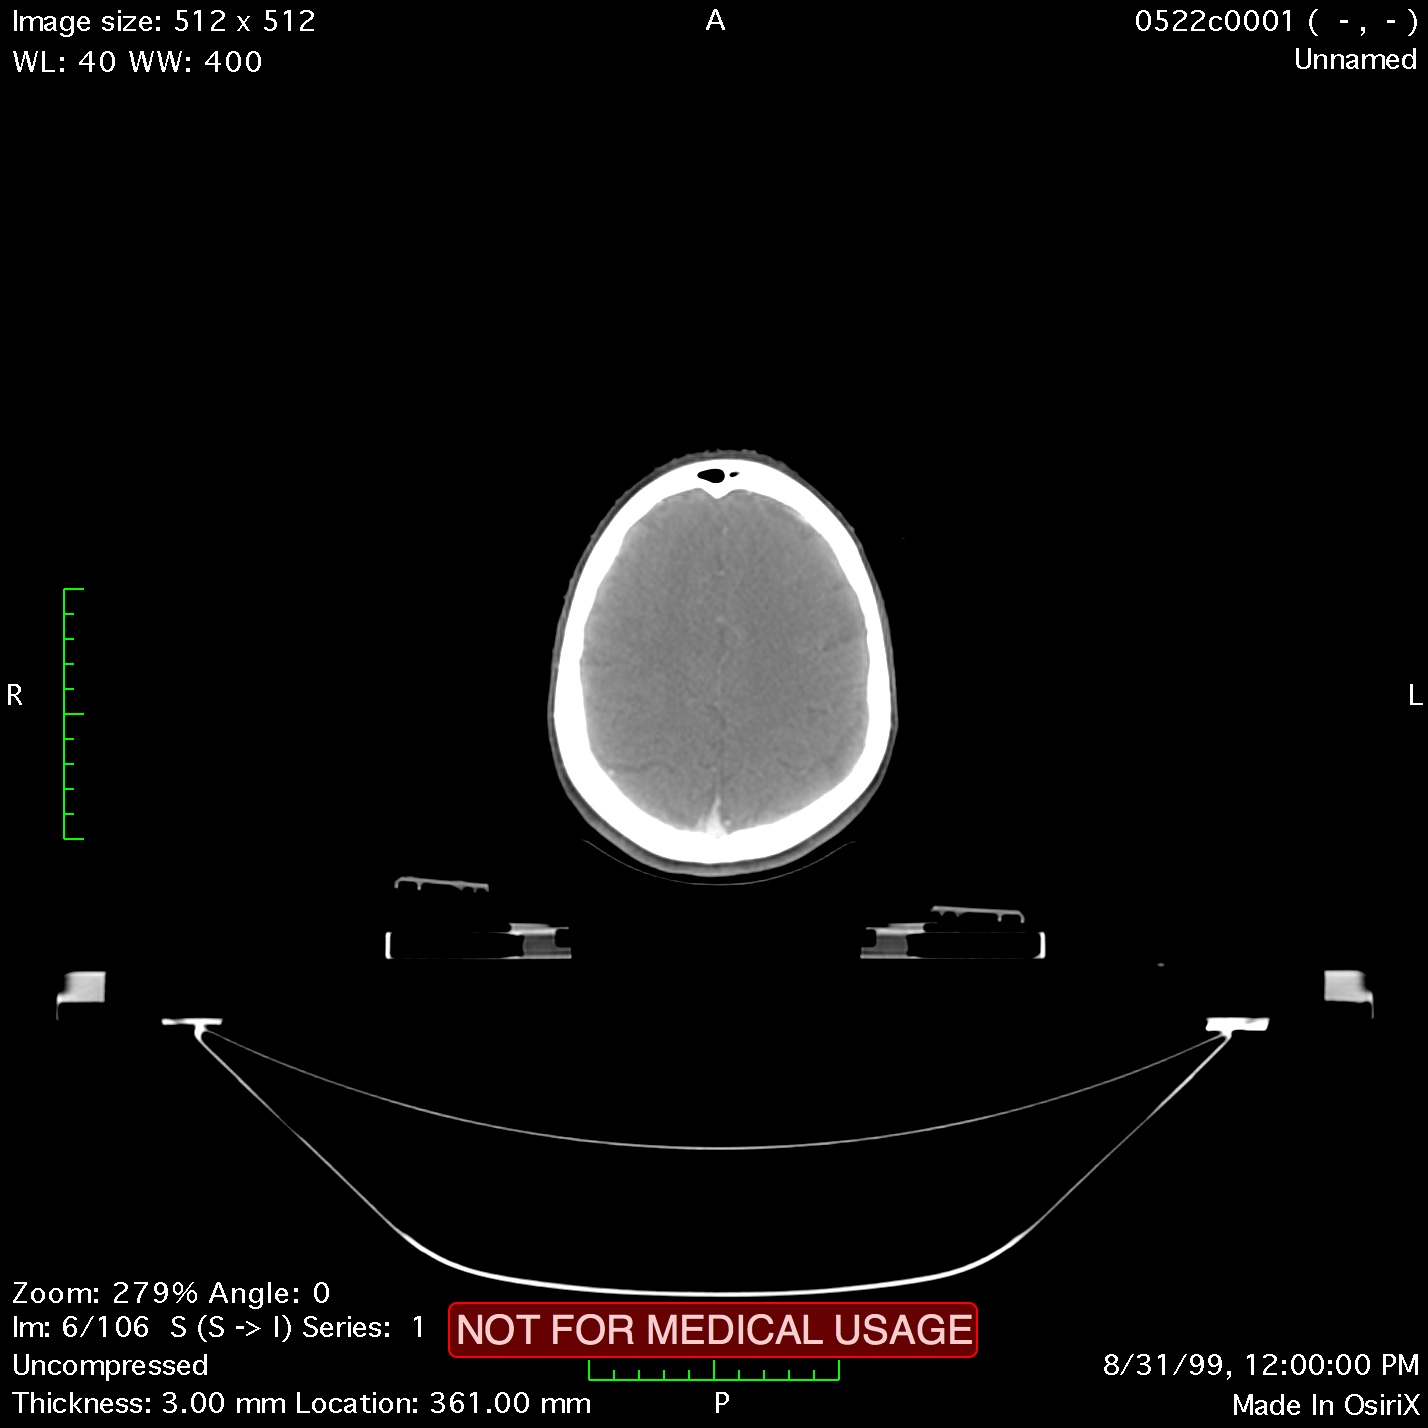 Image size: 512 x 512
WL: 40 WW: 400
A
0522c0001 ( -, -)
Unnamed
R
L
Zoom: 279% Angle: 0
Im: 6/106 S (S -> I) Series: 1
Uncompressed
Thickness: 3.00 mm Location: 361.00 mm
NOT FOR MEDICAL USAGE
P
8/31/99, 12:00:00 PM
Made In OsiriX